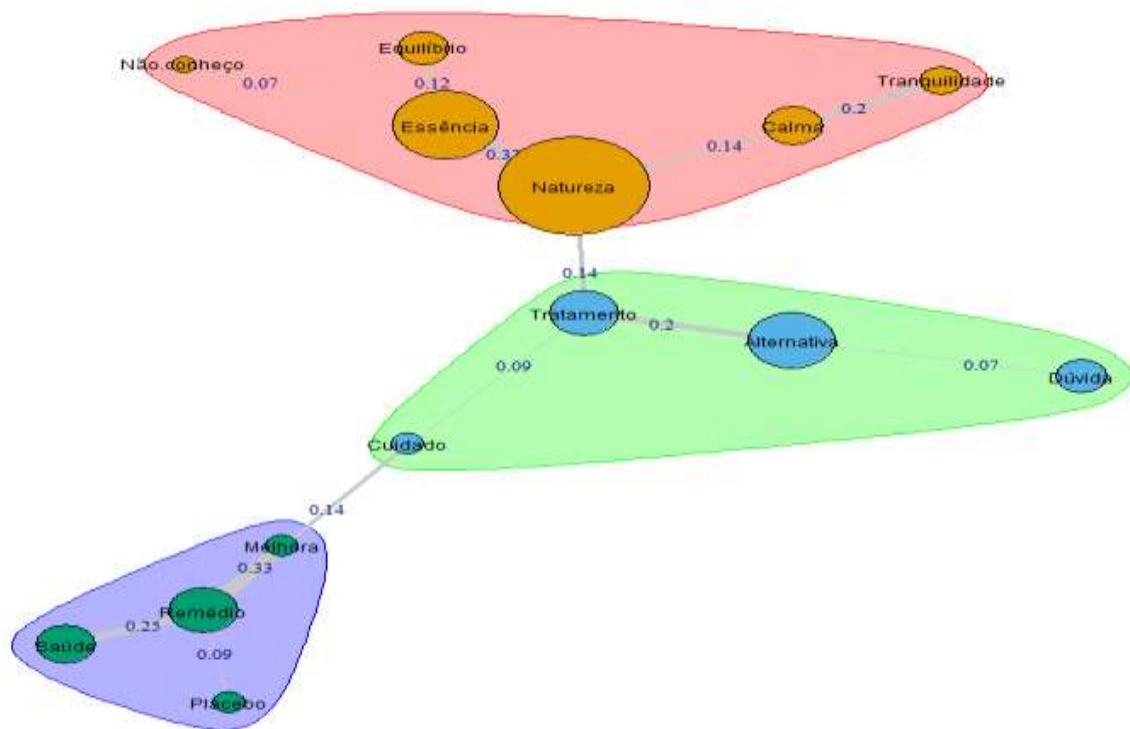 Equilíbrio
Não.conheço
0.07
0.12
Tranquilidade
0.2
Essência
Calma
0.37
0.14
Natureza
0.14
Tratamento
0.2
Alternativa
0.09
0.07
Dúvida
Cuidado
0.14
Melhora
0.33
Remédio
0.25
Saúde
0.09
Placebo